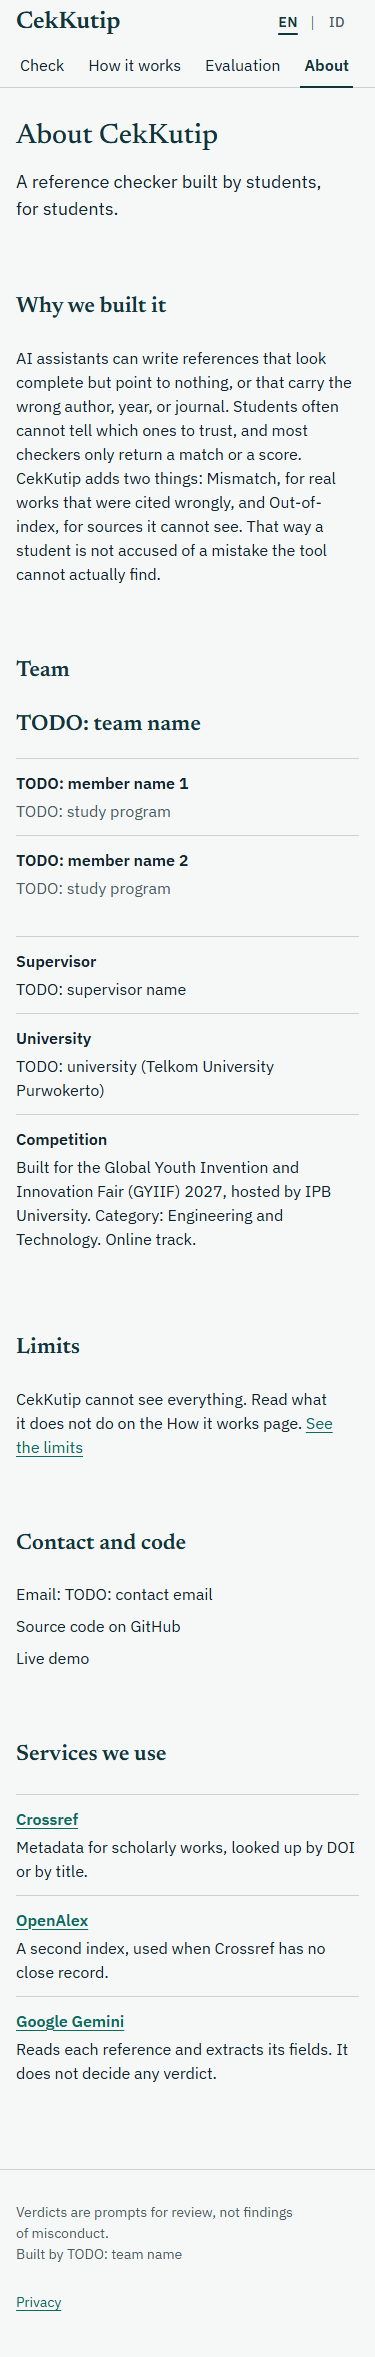 CekKutip
EN | ID
Check How it works Evaluation About
About CekKutip
A reference checker built by students,
for students.
Why we built it
AI assistants can write references that look
complete but point to nothing, or that carry the
wrong author, year, or journal. Students often
cannot tell which ones to trust, and most
checkers only return a match or a score.
CekKutip adds two things: Mismatch, for real
works that were cited wrongly, and Out-of-
index, for sources it cannot see. That way a
student is not accused of a mistake the tool
cannot actually find.
Team
TODO: team name
TODO: member name 1
TODO: study program
TODO: member name 2
TODO: study program
Supervisor
TODO: supervisor name
University
TODO: university (Telkom University
Purwokerto)
Competition
Built for the Global Youth Invention and
Innovation Fair (GYIIF) 2027, hosted by IPB
University. Category: Engineering and
Technology. Online track.
Limits
CekKutip cannot see everything. Read what
it does not do on the How it works page. See
the limits
Contact and code
Email: TODO: contact email
Source code on GitHub
Live demo
Services we use
Crossref
Metadata for scholarly works, looked up by DOI
or by title.
OpenAlex
A second index, used when Crossref has no
close record.
Google Gemini
Reads each reference and extracts its fields. It
does not decide any verdict.
Verdicts are prompts for review, not findings
of misconduct.
Built by TODO: team name
Privacy